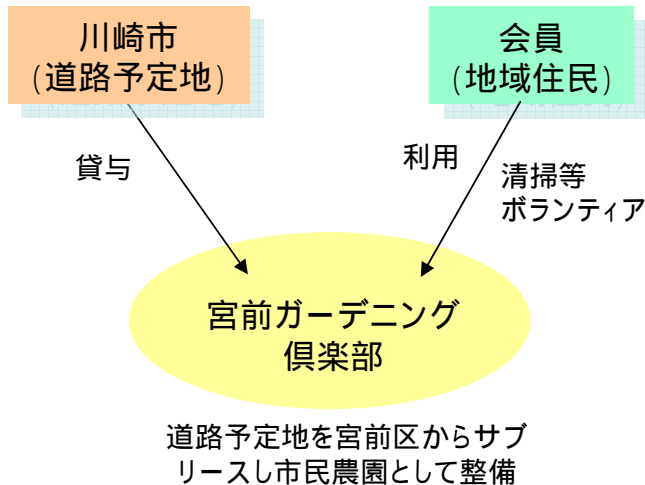 川崎市
(道路予定地)
会員
(地域住民)
貸与
利用
清掃等
ボランティア
宮前ガーデニング
倶楽部
道路予定地を宮前区からサブ
リースし市民農園として整備